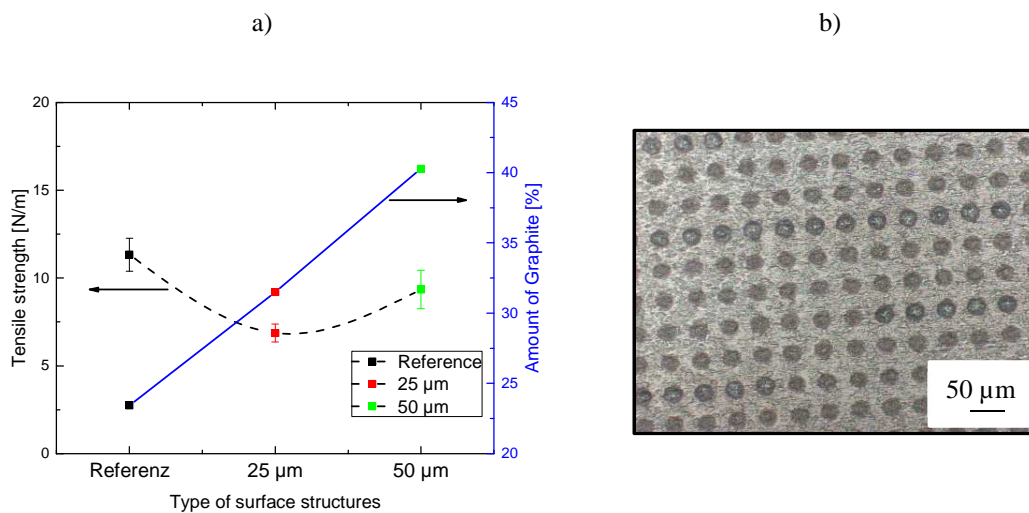 a)
b)
20
15
10
5
0
Tensile strength [N/m]
45
40
35
30
25
20
Amount of Graphite [%]
Reference
25 µm
50 µm
Referenz 25 µm 50 µm
Type of surface structures
50 µm